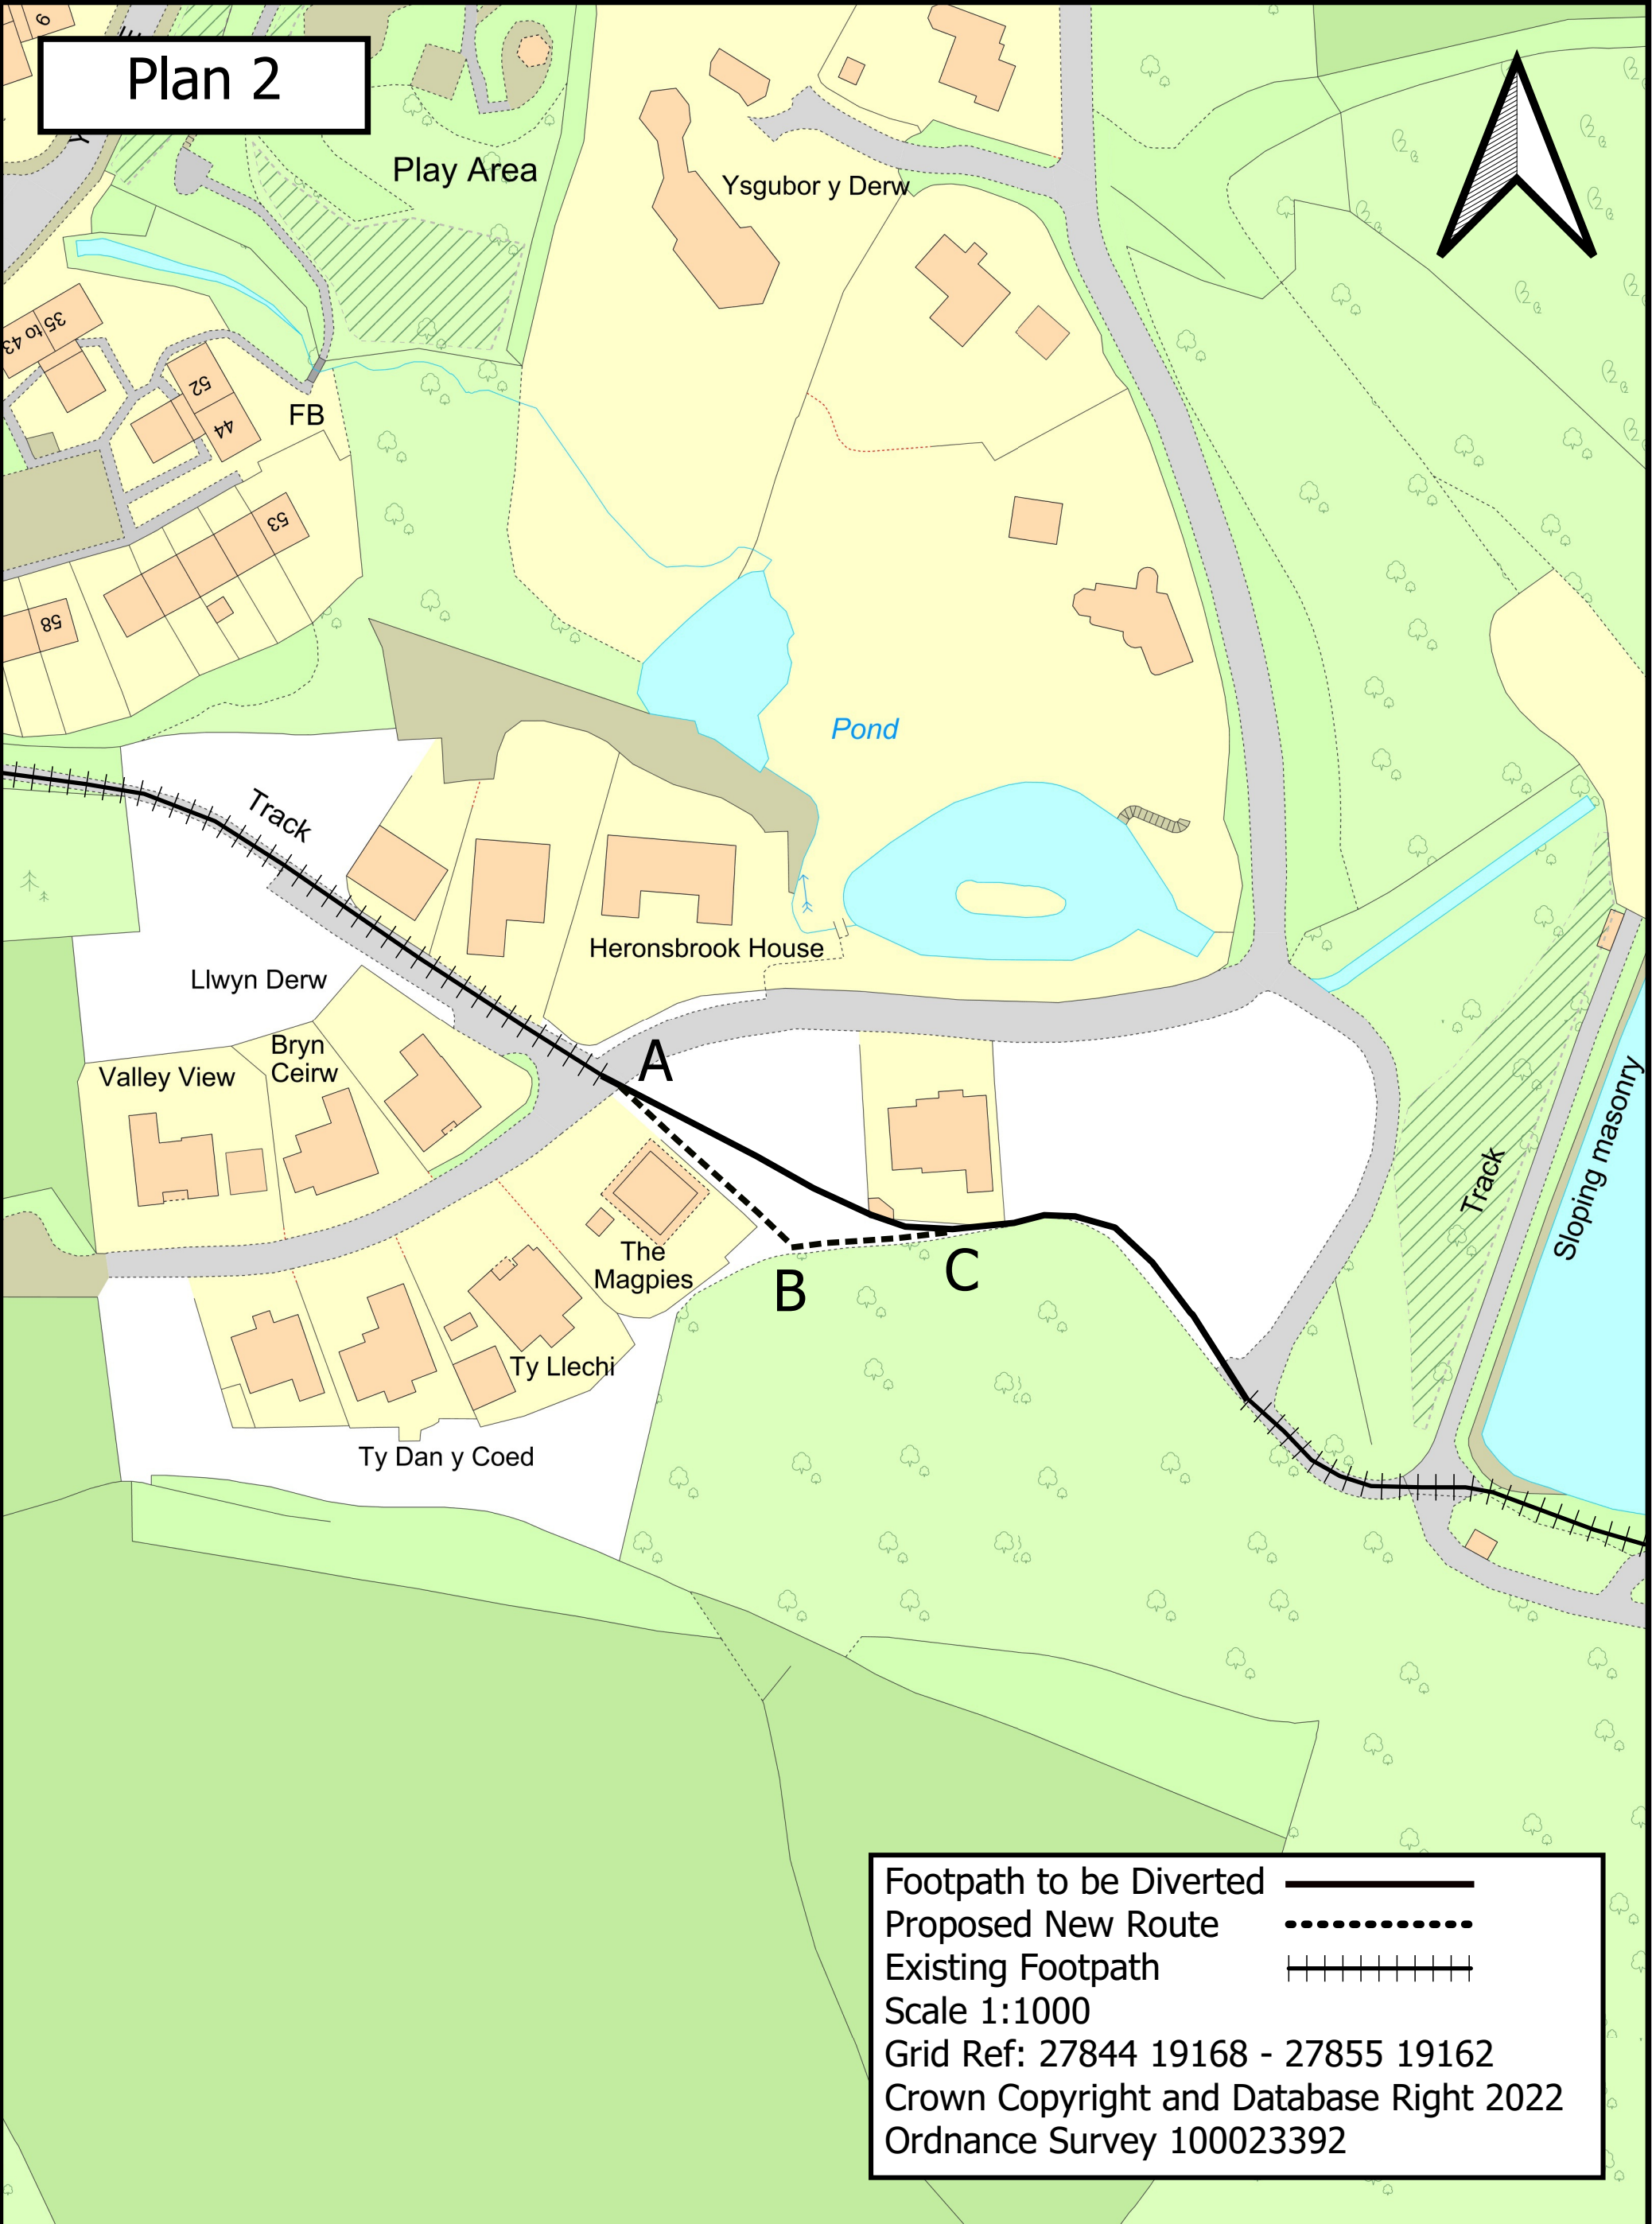 9
Plan 2
Play Area
Ysgubor y Derw
35 to 43
52
44
FB
53
58
Pond
Track
Heronsbrook House
Llwyn Derw
Bryn
Ceirw
Valley View
A
Track
Sloping masonry
The
Magpies
B
C
Ty Llechi
Ty Dan y Coed
Footpath to be Diverted
Proposed New Route
Existing Footpath
Scale 1:1000
Grid Ref: 27844 19168 - 27855 19162
Crown Copyright and Database Right 2022
Ordnance Survey 100023392